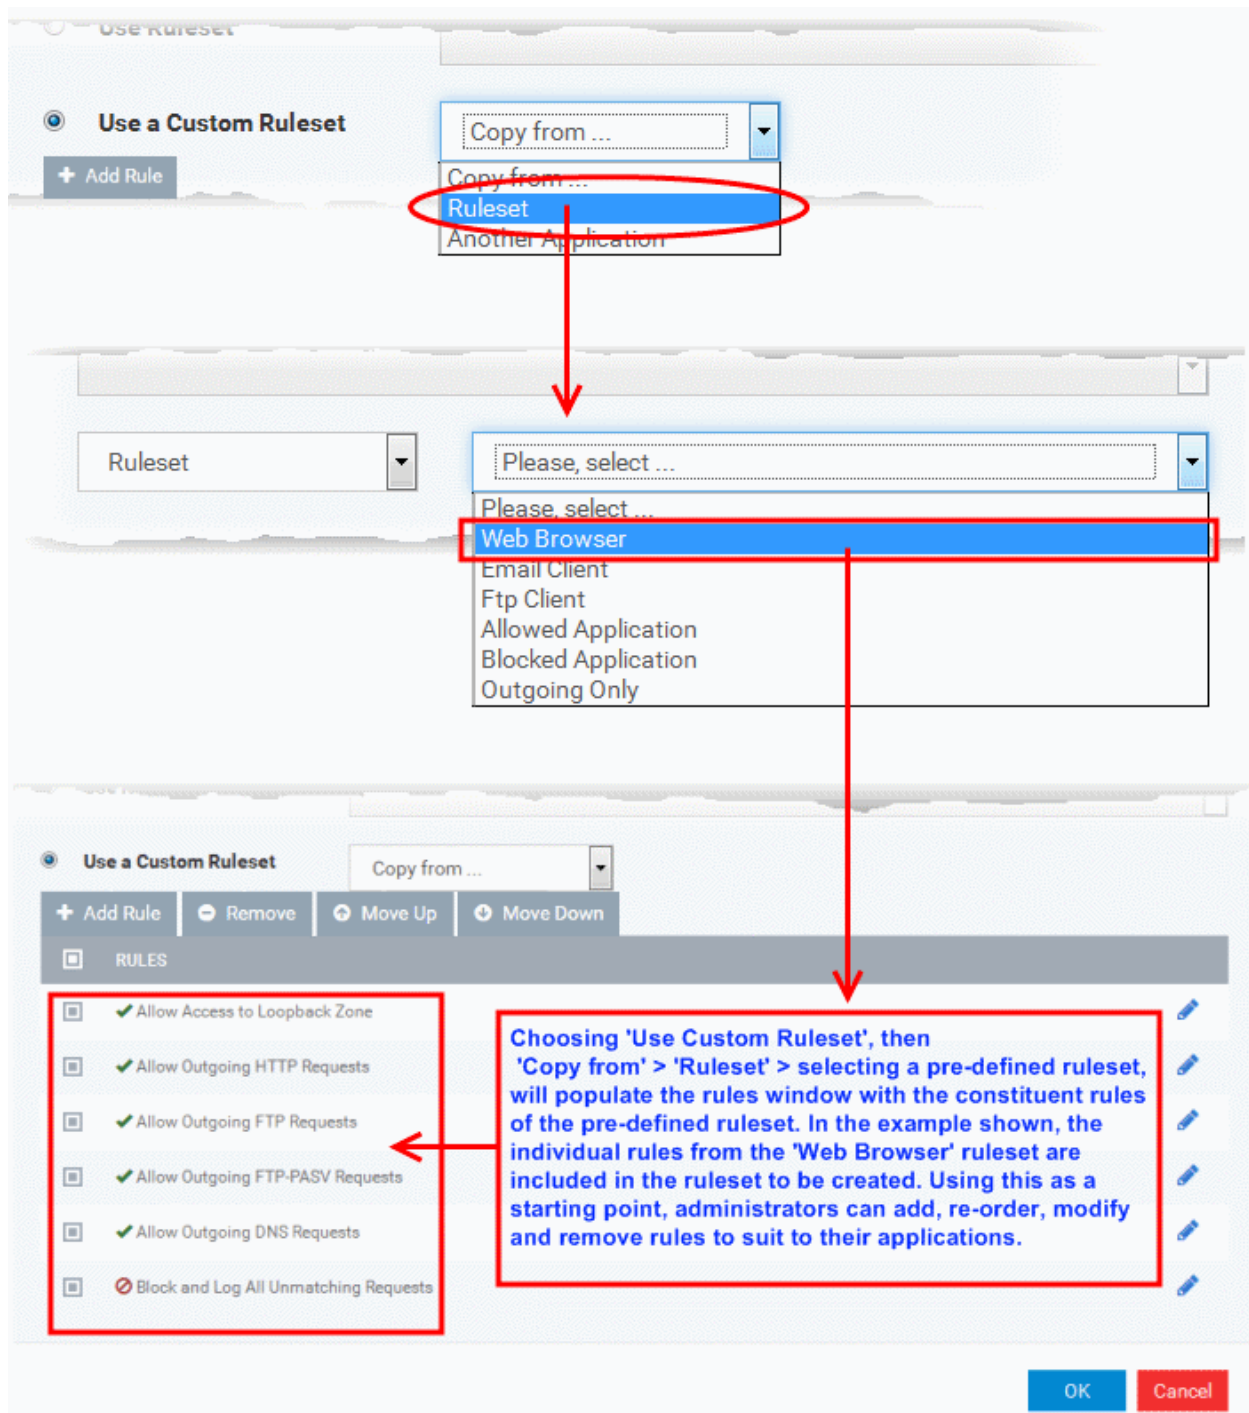 Use Ruleset
Use a Custom Ruleset
Copy from ...
Add Rule
Copy from ...
Ruleset
Another Application
Ruleset
Please, select ...
Please, select ...
Web Browser
Email Client
Ftp Client
Allowed Application
Blocked Application
Outgoing Only
Use a Custom Ruleset
Copy from ...
Add Rule
Remove
Move Up
Move Down
RULES
Allow Access to Loopback Zone
Allow Outgoing HTTP Requests
Allow Outgoing FTP Requests
Allow Outgoing FTP-PASV Requests
Allow Outgoing DNS Requests
Block and Log All Unmatching Requests
Choosing 'Use Custom Ruleset', then
'Copy from' > 'Ruleset' > selecting a pre-defined ruleset,
will populate the rules window with the constituent rules
of the pre-defined ruleset. In the example shown, the
individual rules from the 'Web Browser' ruleset are
included in the ruleset to be created. Using this as a
starting point, administrators can add, re-order, modify
and remove rules to suit to their applications.
OK
Cancel